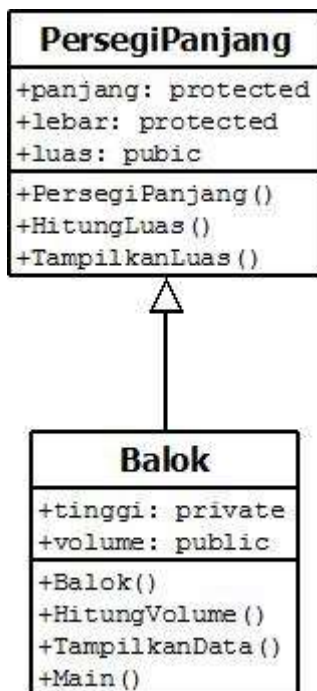 PersegiPanjang
+panjang: protected
+lebar: protected
+luas: pubic
+PersegiPanjang()
+HitungLuas()
+TampilkanLuas()
Balok
+tinggi: private
+volume: public
+Balok()
+HitungVolume()
+TampilkanData()
+Main()